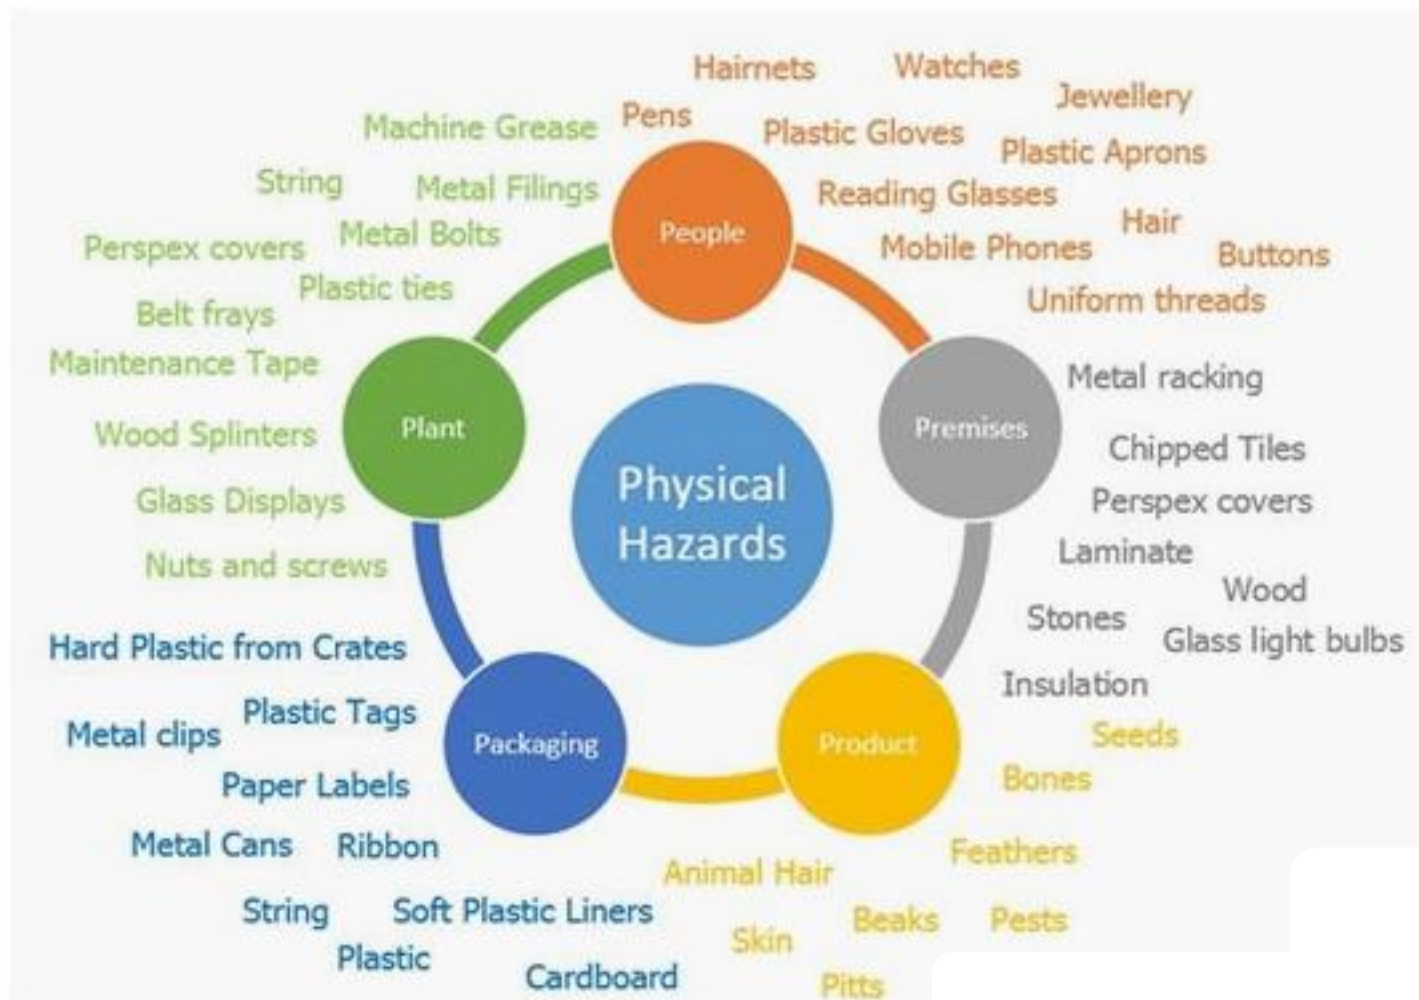 Hairnets
Watches
Jewellery
Pens
Plastic Gloves
Plastic Aprons
Reading Glasses
Hair
Mobile Phones
Buttons
Uniform threads
People
Machine Grease
String
Metal Filings
Perspex covers
Metal Bolts
Plastic ties
Belt frays
Maintenance Tape
Plant
Wood Splinters
Glass Displays
Nuts and screws
Physical
Hazards
Premises
Metal racking
Chipped Tiles
Perspex covers
Laminate
Wood
Stones
Glass light bulbs
Insulation
Hard Plastic from Crates
Plastic Tags
Metal clips
Packaging
Paper Labels
Metal Cans
Ribbon
String
Soft Plastic Liners
Plastic
Cardboard
Product
Seeds
Bones
Feathers
Animal Hair
Beaks
Pests
Skin
Pitts